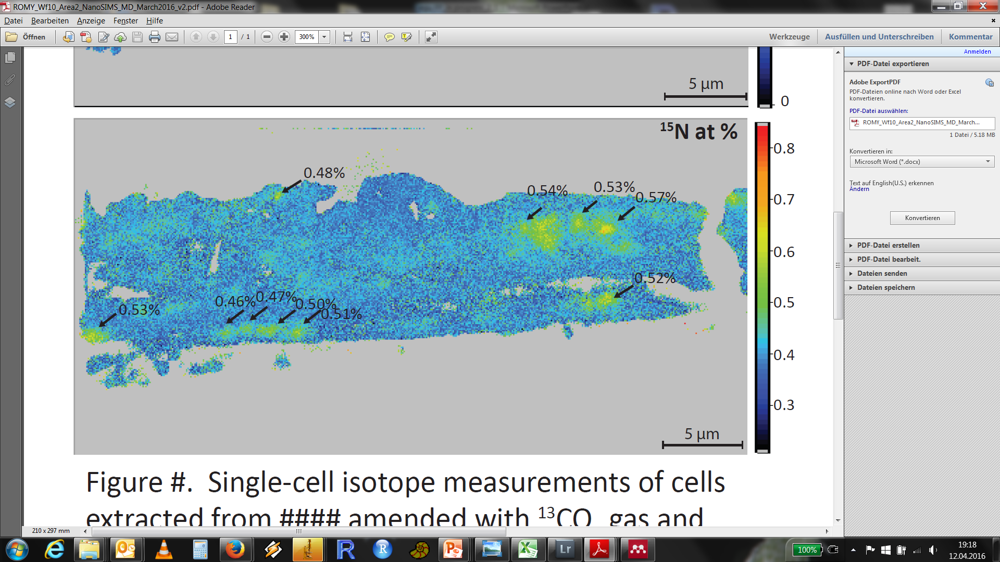 ROMY_Wf10_Area2_NanoSIMS_MD_March2016_v2.pdf - Adobe Reader
Datei Bearbeiten Anzeige Fenster Hilfe
Öffnen 1 / 1 300% Werkzeuge Ausfüllen und Unterschreiben Kommentar
Anmelden
PDF-Datei exportieren
Adobe ExportPDF
PDF-Dateien online nach Word oder Excel
konvertieren.
PDF-Datei auswählen:
ROMY_Wf10_Area2_NanoSIMS_MD_March...
1 Datei / 5.18 MB
Konvertieren in:
Microsoft Word (*.docx)
Text auf English(U.S.) erkennen
Ändern
Konvertieren
PDF-Datei erstellen
PDF-Datei bearbeit.
Dateien senden
Dateien speichern
5 µm
0
¹⁵N at %
0.48%
0.54%
0.53%
0.57%
0.52%
0.53%
0.46%
0.47%
0.50%
0.51%
0.8
0.7
0.6
0.5
0.4
0.3
5 µm
Figure #. Single-cell isotope measurements of cells
extracted from #### amended with ¹³CO gas and
210 x 297 mm
100%
19:18
12.04.2016